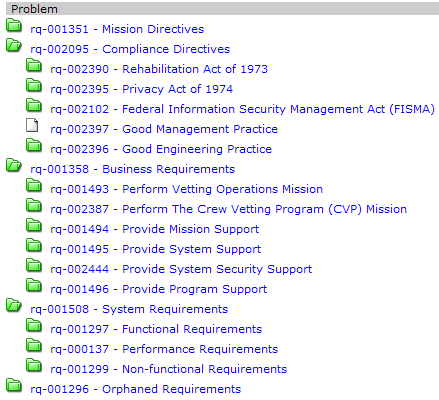 Problem
rq-001351 - Mission Directives
rq-002095 - Compliance Directives
rq-002390 - Rehabilitation Act of 1973
rq-002395 - Privacy Act of 1974
rq-002102 - Federal Information Security Management Act (FISMA)
rq-002397 - Good Management Practice
rq-002396 - Good Engineering Practice
rq-001358 - Business Requirements
rq-001493 - Perform Vetting Operations Mission
rq-002387 - Perform The Crew Vetting Program (CVP) Mission
rq-001494 - Provide Mission Support
rq-001495 - Provide System Support
rq-002444 - Provide System Security Support
rq-001496 - Provide Program Support
rq-001508 - System Requirements
rq-001297 - Functional Requirements
rq-000137 - Performance Requirements
rq-001299 - Non-functional Requirements
rq-001296 - Orphaned Requirements